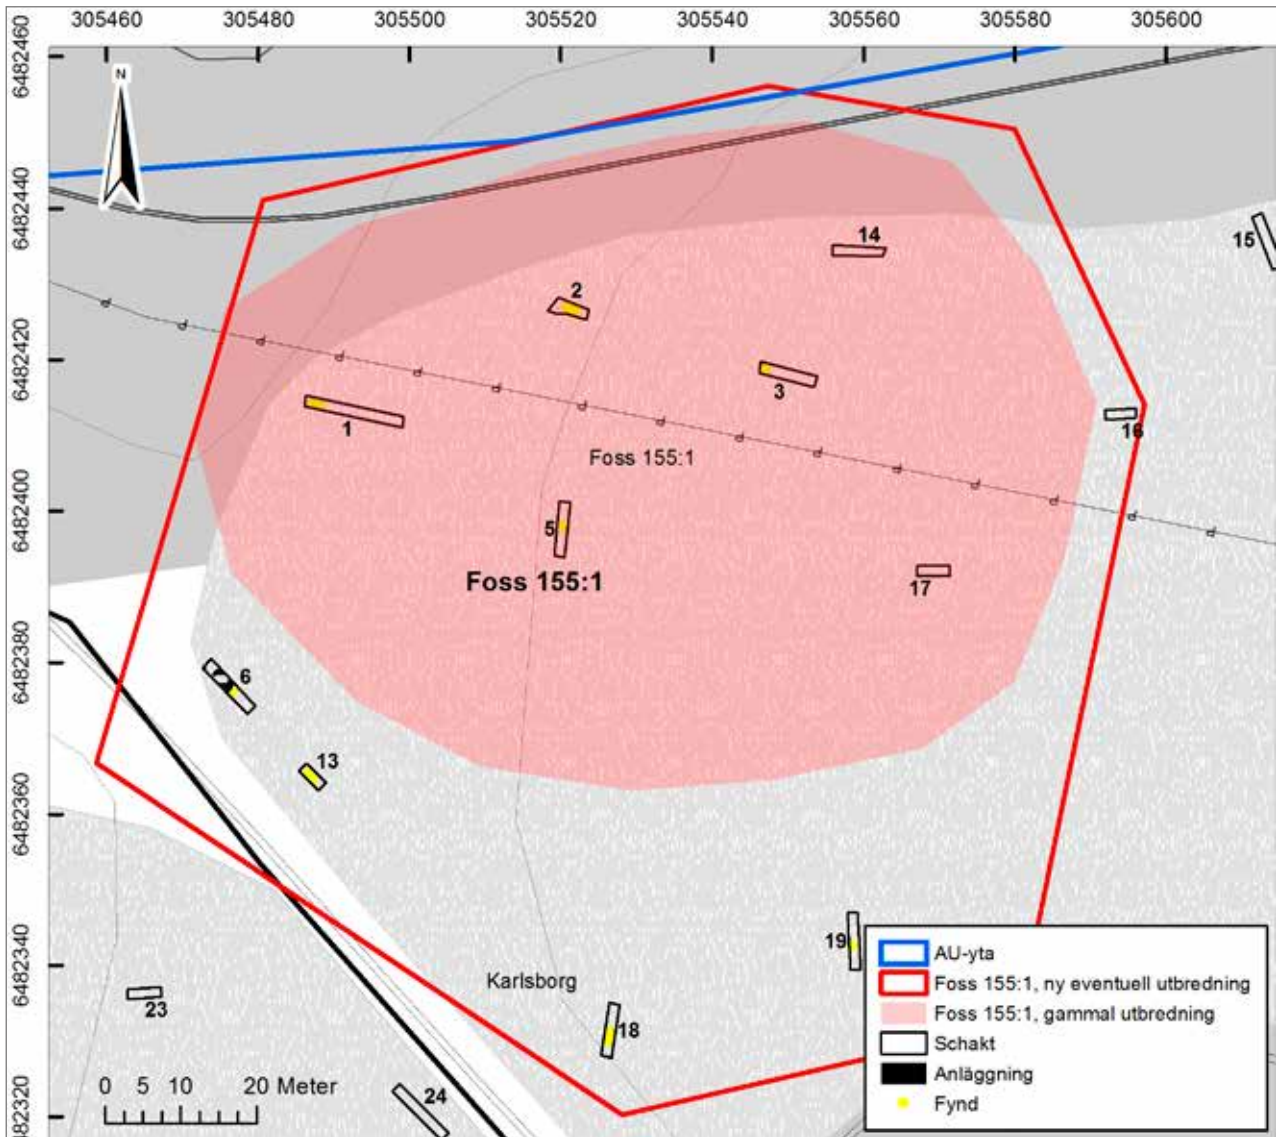 305460 305480 305500 305520 305540 305560 305580 305600
6482460
N
6482440
15
14
2
6482420
3
16
1
Foss 155:1
6482400
5
Foss 155:1
17
6482380
6
13
6482360
19
AU-yta
6482340
Karlsborg
Foss 155:1, ny eventuell utbredning
23
Foss 155:1, gammal utbredning
18
Schakt
0 5 10 20 Meter
24
Anläggning
6482320
Fynd